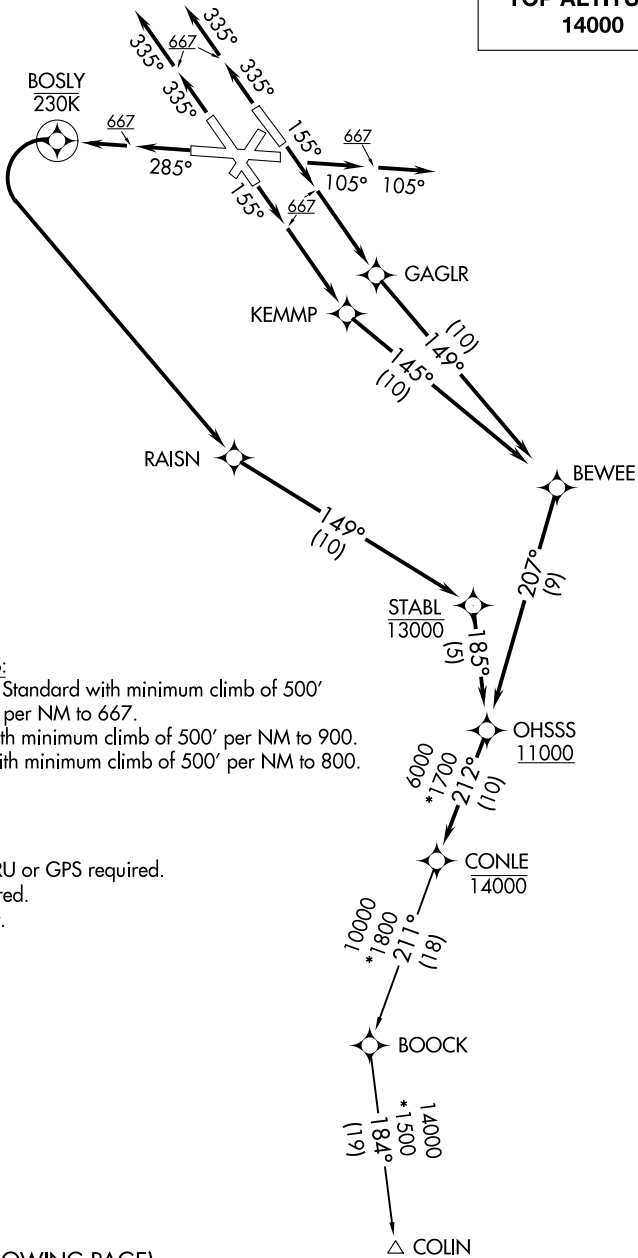 TOP ALTITU
14000
335°
335°
667
335°
335°
BOSLY
230K
667
285°
155°
667
105°
105°
155°
667
GAGLR
KEMMP
(10)
149°
145°
(10)
RAISN
BEWEE
149°
(10)
207°
(9)
STABL
13000
185°
(5)
:
Standard with minimum climb of 500′
per NM to 667.
th minimum climb of 500′ per NM to 900.
ith minimum climb of 500′ per NM to 800.
OHSSS
11000
6000
*1700
212°
(10)
RU or GPS required.
red.
.
CONLE
14000
10000
*1800
211°
(18)
BOOCK
14000
*1500
184°
(19)
COLIN
OWING PAGE)